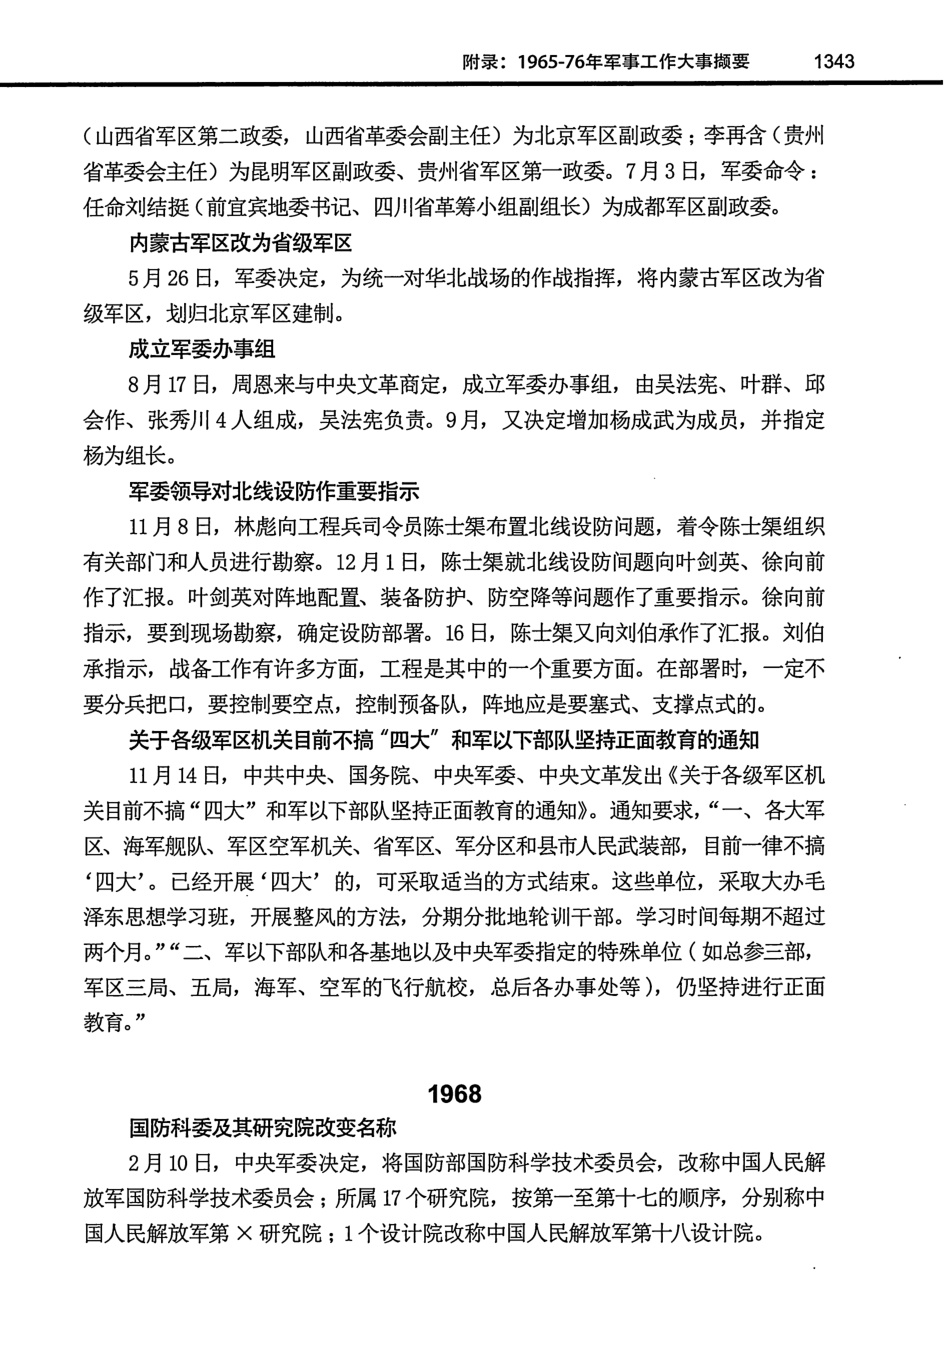 附录：1965-76年军事工作大事撷要 1343
（山西省军区第二政委，山西省革委会副主任）为北京军区副政委；李再含（贵州
省革委会主任）为昆明军区副政委、贵州省军区第一政委。7月3日，军委命令：
任命刘结挺（前宜宾地委书记、四川省革筹小组副组长）为成都军区副政委。
内蒙古军区改为省级军区
5月26日，军委决定，为统一对华北战场的作战指挥，将内蒙古军区改为省
级军区，划归北京军区建制。
成立军委办事组
8月17日，周恩来与中央文革商定，成立军委办事组，由吴法宪、叶群、邱
会作、张秀川4人组成，吴法宪负责。9月，又决定增加杨成武为成员，并指定
杨为组长。
军委领导对北线设防作重要指示
11月8日，林彪向工程兵司令员陈士榘布置北线设防问题，着令陈士榘组织
有关部门和人员进行勘察。12月1日，陈士榘就北线设防间题向叶剑英、徐向前
作了汇报。叶剑英对阵地配置、装备防护、防空降等问题作了重要指示。徐向前
指示，要到现场勘察，确定设防部署。16日，陈士榘又向刘伯承作了汇报。刘伯
承指示，战备工作有许多方面，工程是其中的一个重要方面。在部署时，一定不
要分兵把口，要控制要空点，控制预备队，阵地应是要塞式、支撑点式的。
关于各级军区机关目前不搞“四大”和军以下部队坚持正面教育的通知
11月14日，中共中央、国务院、中央军委、中央文革发出《关于各级军区机
关目前不搞“四大”和军以下部队坚持正面教育的通知》。通知要求，“一、各大军
区、海军舰队、军区空军机关、省军区、军分区和县市人民武装部，目前一律不搞
‘四大’。已经开展‘四大’的，可采取适当的方式结束。这些单位，采取大办毛
泽东思想学习班，开展整风的方法，分期分批地轮训干部。学习时间每期不超过
两个月。”“二、军以下部队和各基地以及中央军委指定的特殊单位（如总参三部，
军区三局、五局，海军、空军的飞行航校，总后各办事处等），仍坚持进行正面
教育。”
1968
国防科委及其研究院改变名称
2月10日，中央军委决定，将国防部国防科学技术委员会，改称中国人民解
放军国防科学技术委员会；所属17个研究院，按第一至第十七的顺序，分别称中
国人民解放军第×研究院；1个设计院改称中国人民解放军第十八设计院。